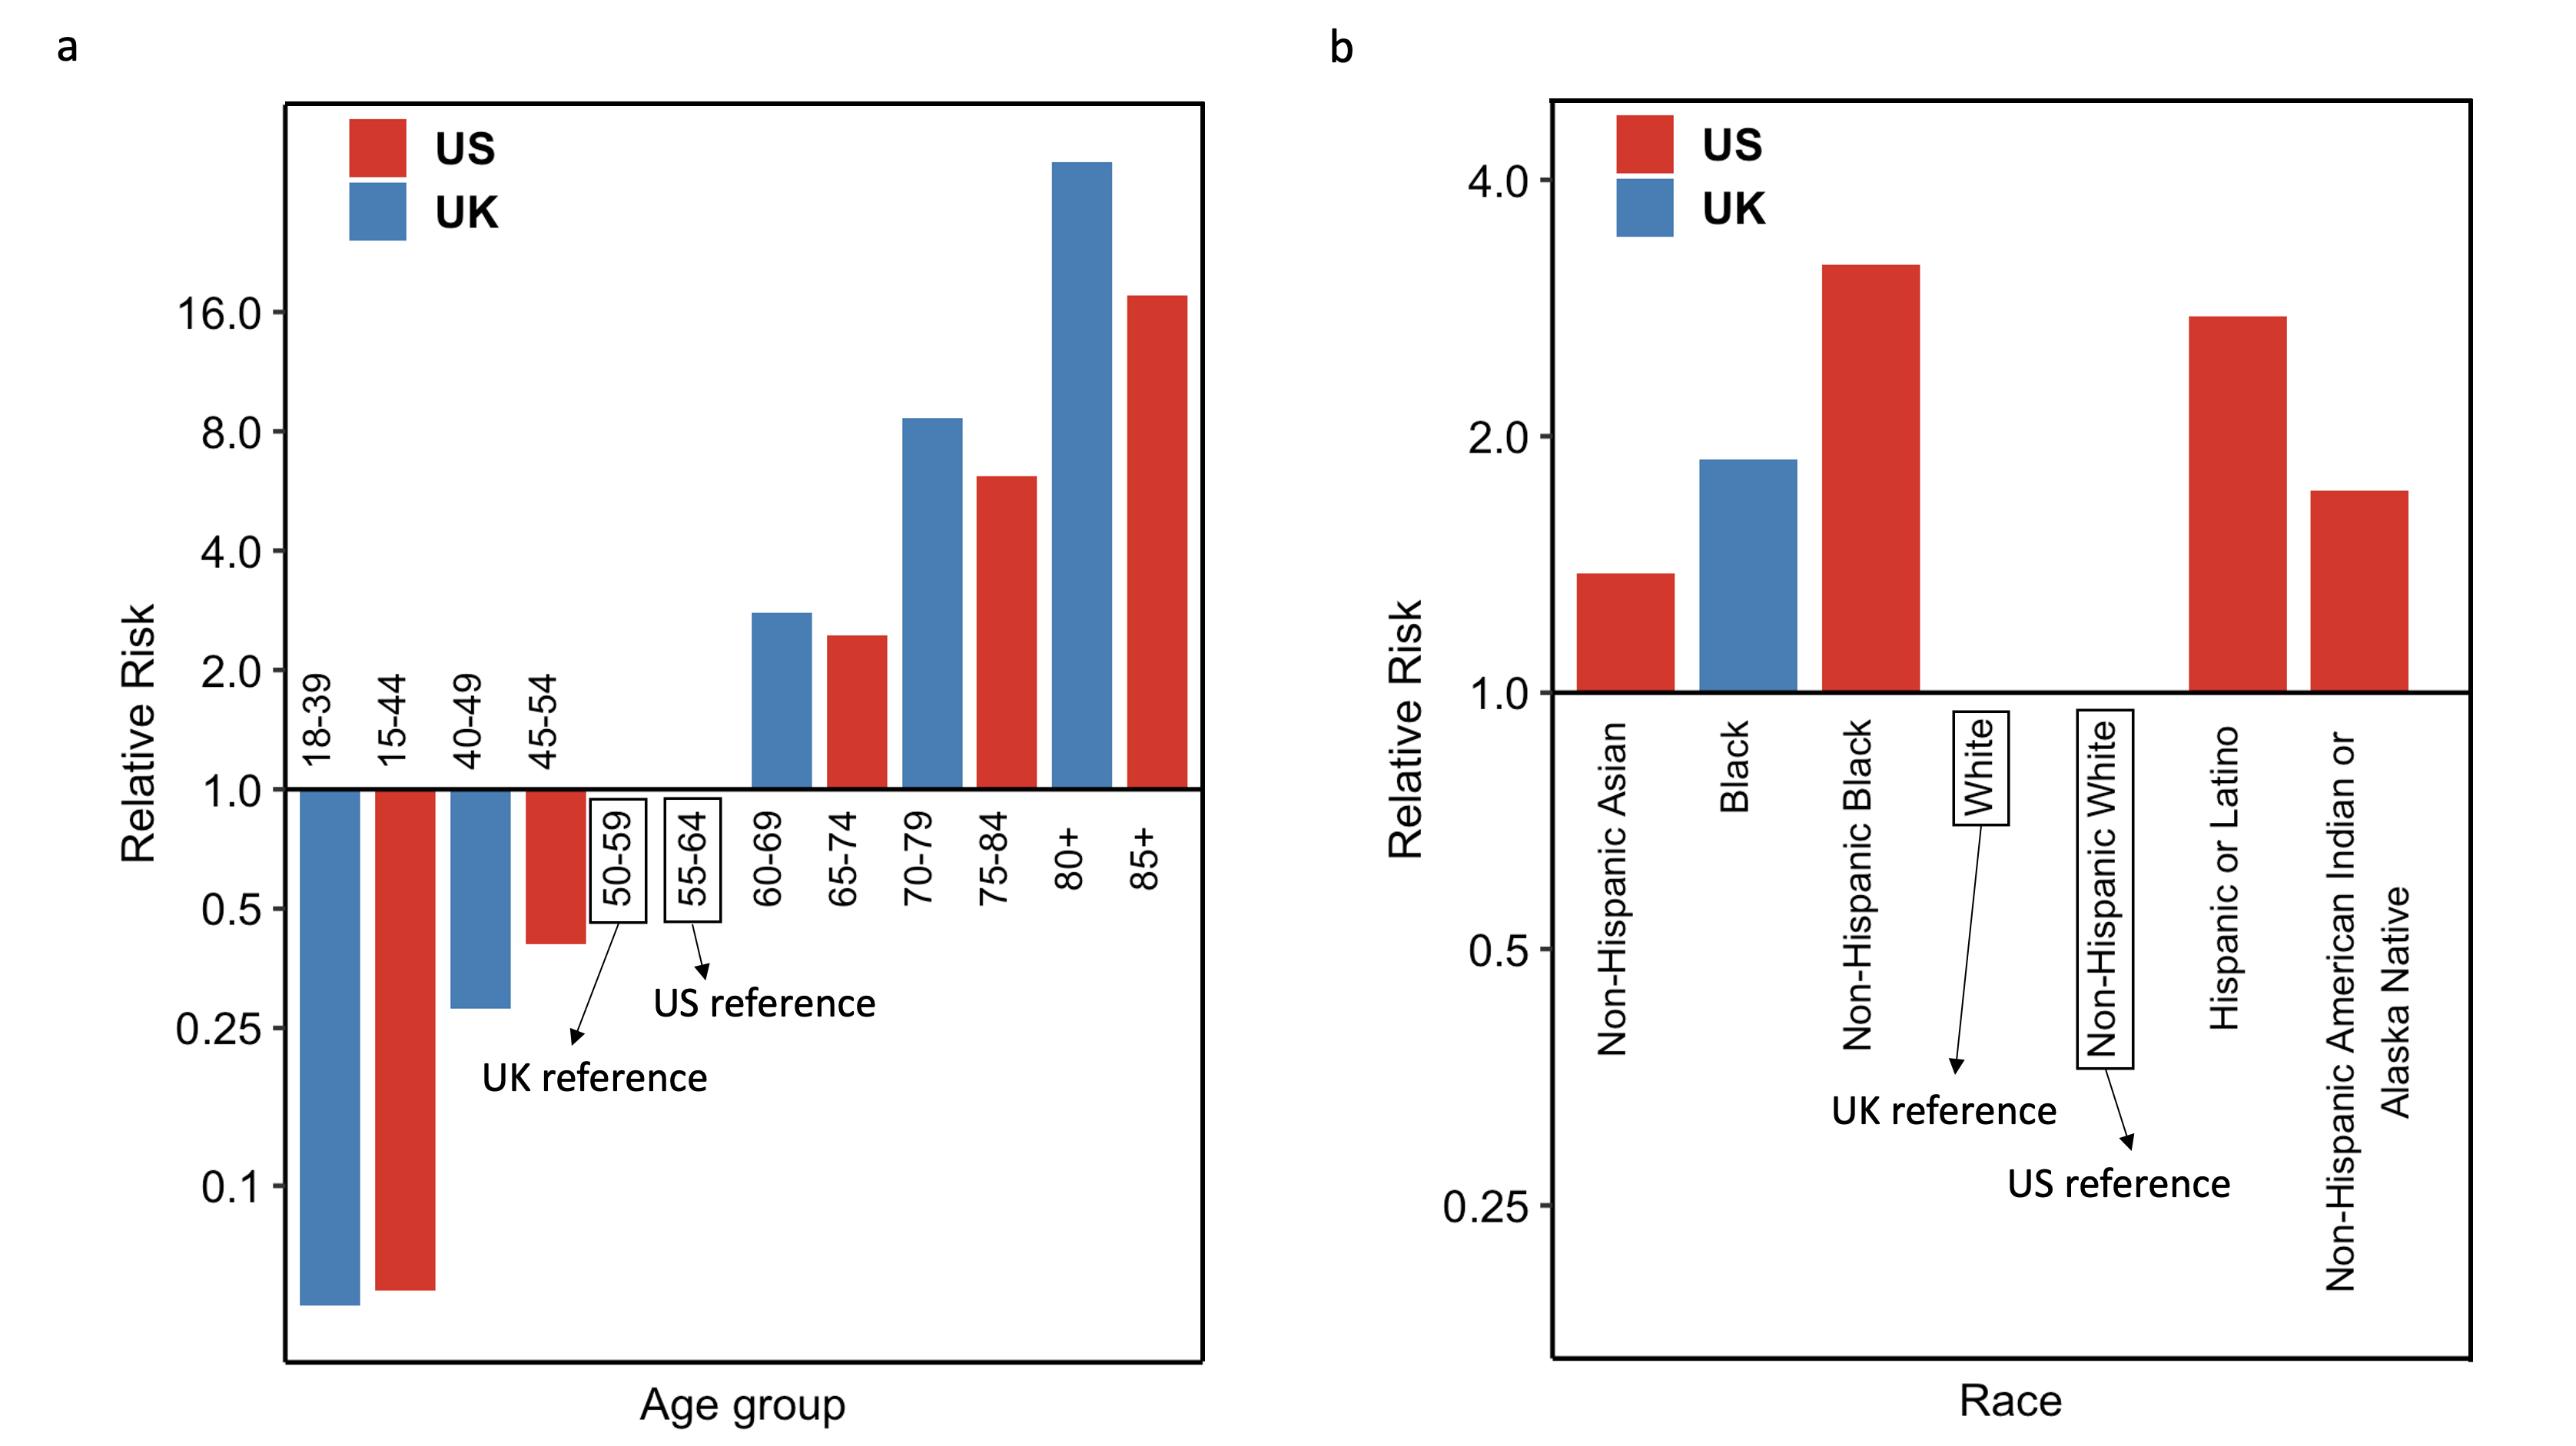 a
US
UK
16.0
8.0
4.0
2.0
1.0
0.5
0.25
0.1
Relative Risk
18-39
15-44
40-49
45-54
50-59
55-64
60-69
65-74
70-79
75-84
80+
85+
US reference
UK reference
Age group
b
US
UK
4.0
2.0
1.0
0.5
0.25
Relative Risk
Non-Hispanic Asian
Black
Non-Hispanic Black
White
Non-Hispanic White
Hispanic or Latino
Non-Hispanic American Indian or
Alaska Native
UK reference
US reference
Race